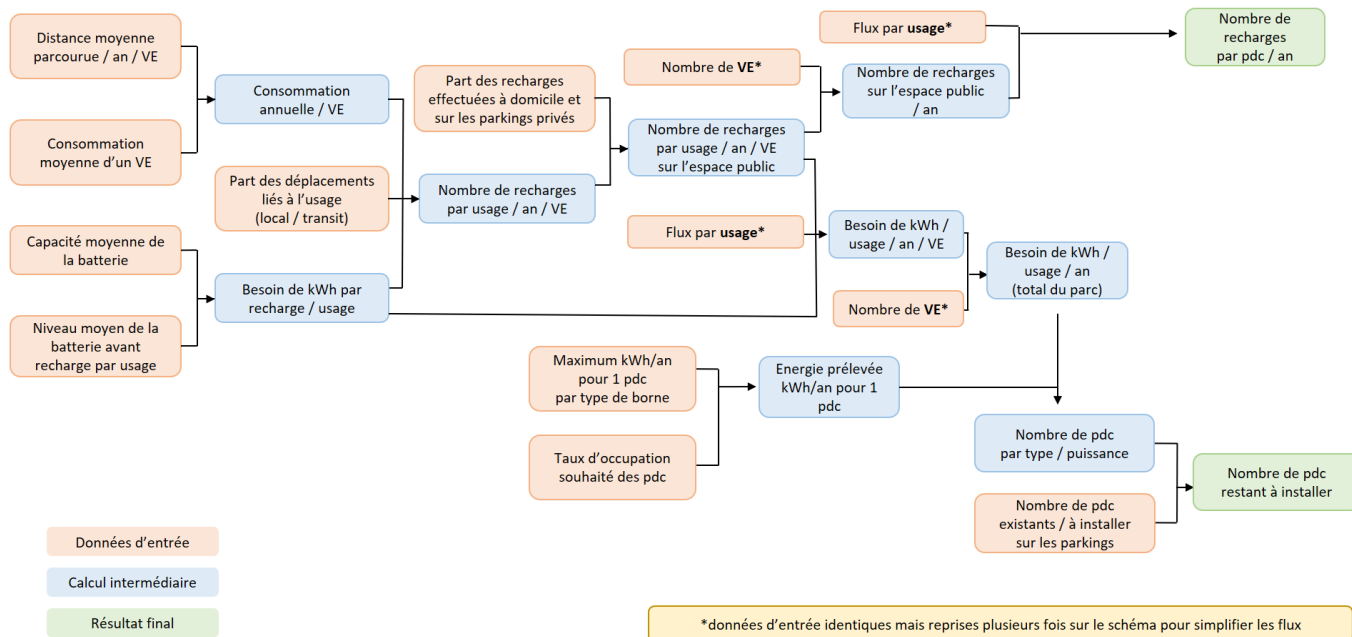 Distance moyenne
parcourue / an / VE
Consommation
moyenne d’un VE
Consommation
annuelle / VE
Part des déplacements
liés à l’usage
(local / transit)
Capacité moyenne de
la batterie
Niveau moyen de la
batterie avant
recharge par usage
Besoin de kWh par
recharge / usage
Part des recharges
effectuées à domicile et
sur les parkings privés
Nombre de recharges
par usage / an / VE
Nombre de VE*
Nombre de recharges
par usage / an / VE
sur l’espace public
Flux par usage*
Nombre de recharges
sur l’espace public
/ an
Nombre de
recharges
par pdc / an
Flux par usage*
Besoin de kWh /
usage / an / VE
Nombre de VE*
Besoin de kWh /
usage / an
(total du parc)
Maximum kWh/an
pour 1 pdc
par type de borne
Taux d’occupation
souhaité des pdc
Energie prélevée
kWh/an pour 1
pdc
Nombre de pdc
par type / puissance
Nombre de pdc
existants / à installer
sur les parkings
Nombre de pdc
restant à installer
Données d’entrée
Calcul intermédiaire
Résultat final
*données d’entrée identiques mais reprises plusieurs fois sur le schéma pour simplifier les flux